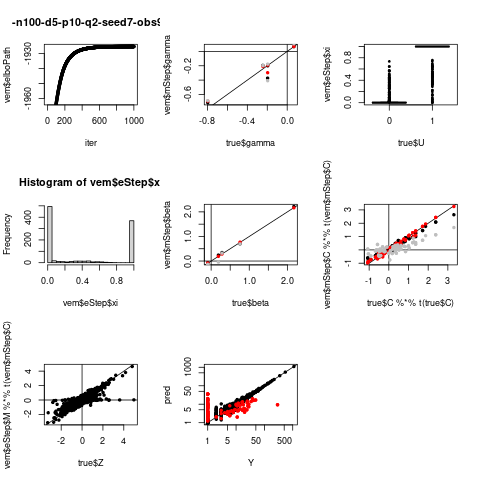 -n100-d5-p10-q2-seed7-obs9
vem$elboPath
-1960 -1930
0 200 600 1000
iter
vem$mStep$gamma
-0.6 -0.2
-0.8 -0.4 0.0
true$gamma
vem$eStep$xi
0.0 0.4 0.8
0 1
true$U
Histogram of vem$eStep$x
Frequency
0 200 400
0.0 0.4 0.8
vem$eStep$xi
vem$mStep$beta
0.0 1.0 2.0
0.0 1.0 2.0
true$beta
vem$mStep$C %*% t(vem$mStep$C)
-1 1 3
-1 0 1 2 3
true$C %*% t(true$C)
vem$eStep$M %*% t(vem$mStep$C)
-2 0 2 4
-2 0 2 4
true$Z
pred
1 5 50 1000
1 5 50 500
Y